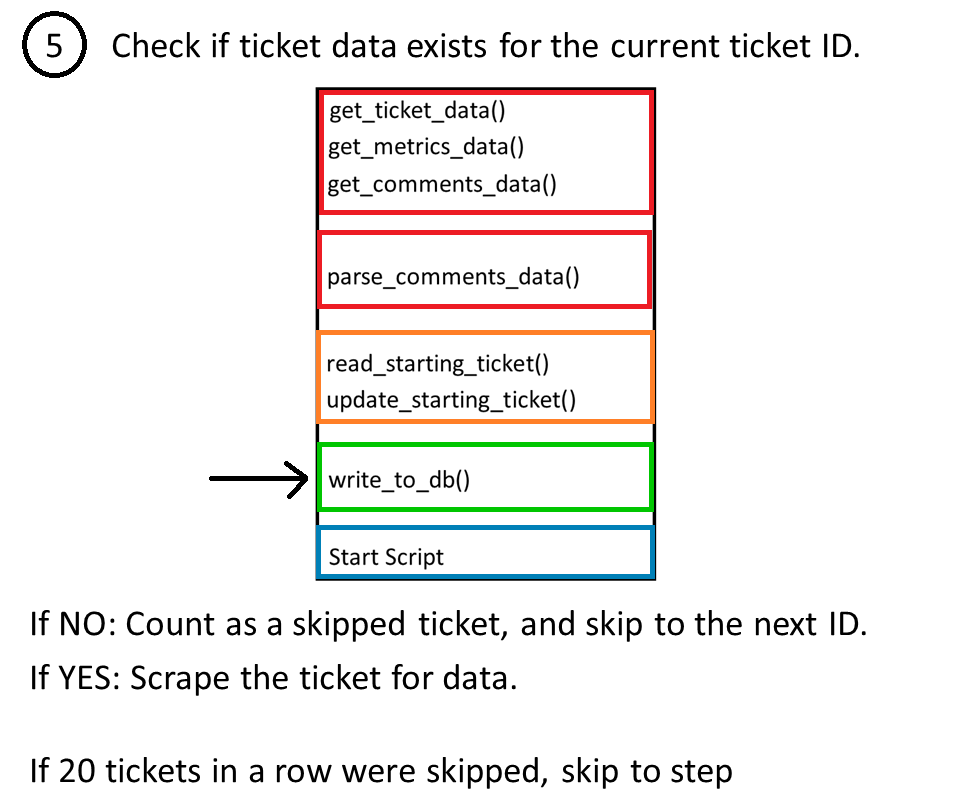 5 Check if ticket data exists for the current ticket ID.
get_ticket_data()
get_metrics_data()
get_comments_data()
parse_comments_data()
read_starting_ticket()
update_starting_ticket()
write_to_db()
Start Script
If NO: Count as a skipped ticket, and skip to the next ID.
If YES: Scrape the ticket for data.
If 20 tickets in a row were skipped, skip to step